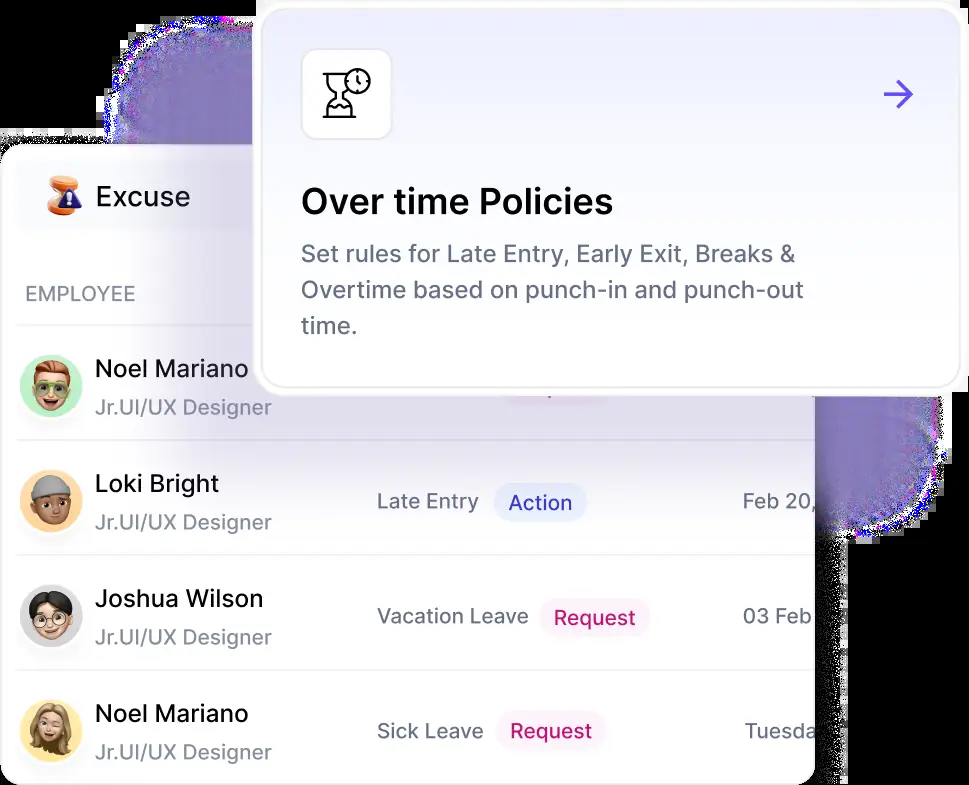 Over time Policies
Set rules for Late Entry, Early Exit, Breaks &
Overtime based on punch-in and punch-out
time.
Excuse
EMPLOYEE
Noel Mariano
Jr.UI/UX Designer
Loki Bright
Jr.UI/UX Designer
Late Entry Action Feb 20,
Joshua Wilson
Jr.UI/UX Designer
Vacation Leave Request 03 Feb
Noel Mariano
Jr.UI/UX Designer
Sick Leave Request